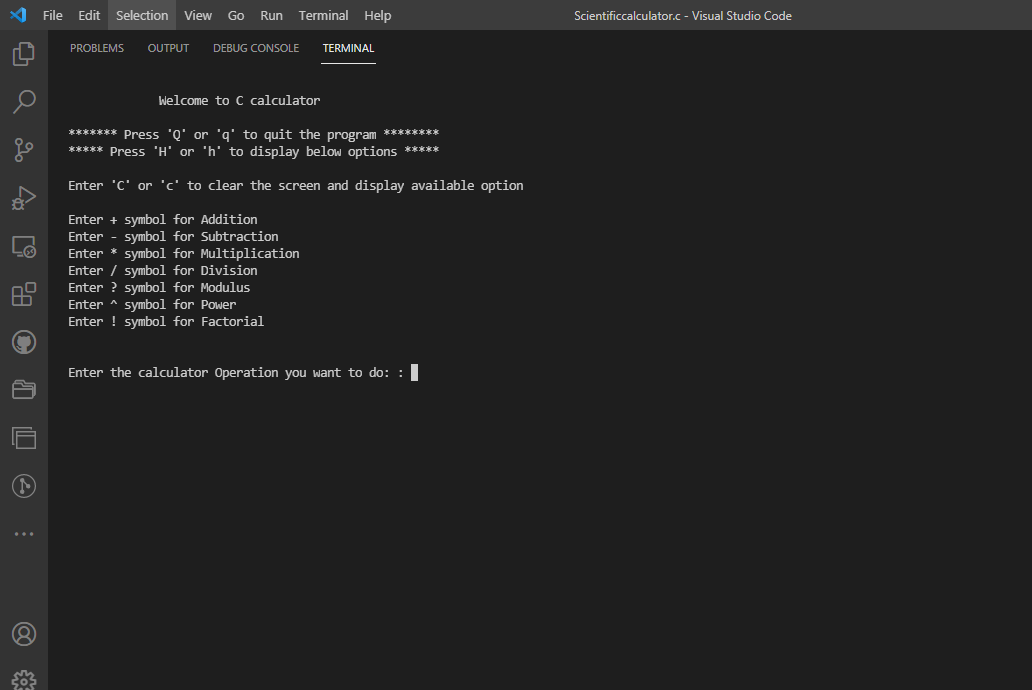 File Edit Selection View Go Run Terminal Help Scientificcalculator.c - Visual Studio Code
PROBLEMS OUTPUT DEBUG CONSOLE TERMINAL
Welcome to C calculator
******* Press 'Q' or 'q' to quit the program ********
***** Press 'H' or 'h' to display below options *****
Enter 'C' or 'c' to clear the screen and display available option
Enter + symbol for Addition
Enter - symbol for Subtraction
Enter * symbol for Multiplication
Enter / symbol for Division
Enter ? symbol for Modulus
Enter ^ symbol for Power
Enter ! symbol for Factorial
Enter the calculator Operation you want to do: :